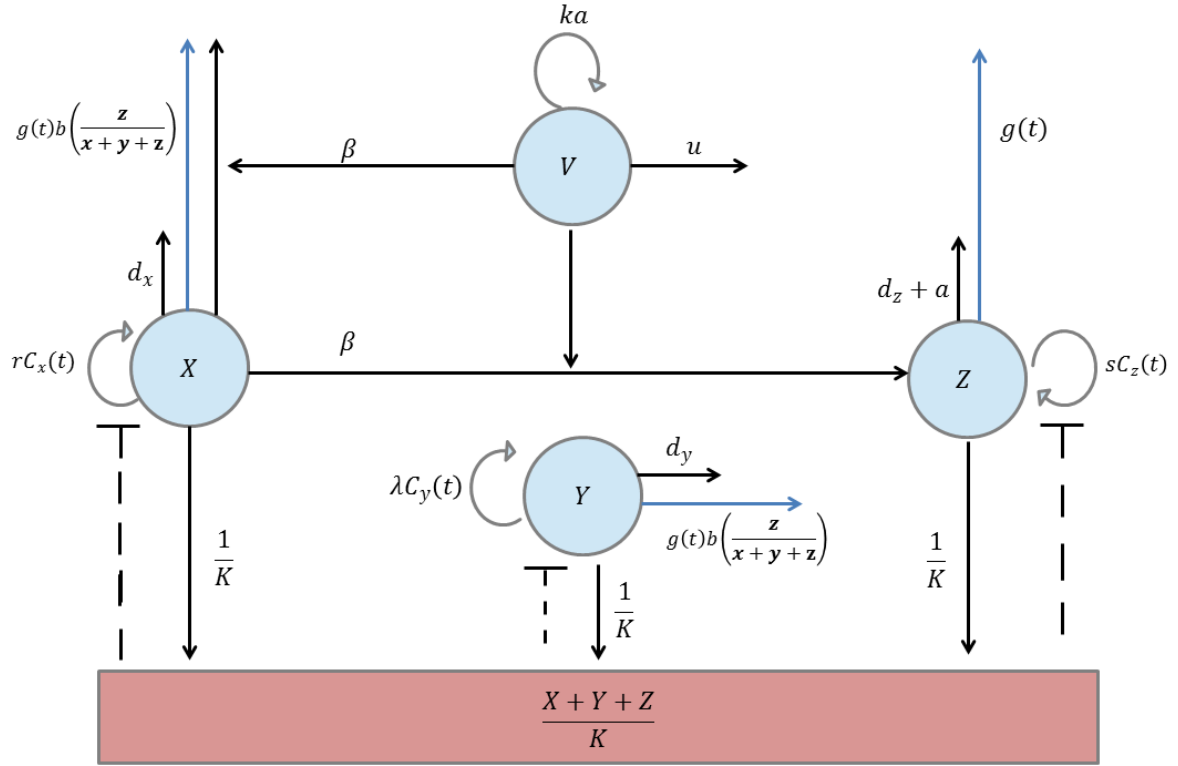 ka
g(t)b(z/(x + y + z))
β
V
u
g(t)
d_x
d_z + a
rC_x(t)
X
β
Z
sC_z(t)
λC_y(t)
Y
d_y
g(t)b(z/(x + y + z))
1/K
1/K
1/K
(X + Y + Z)/K